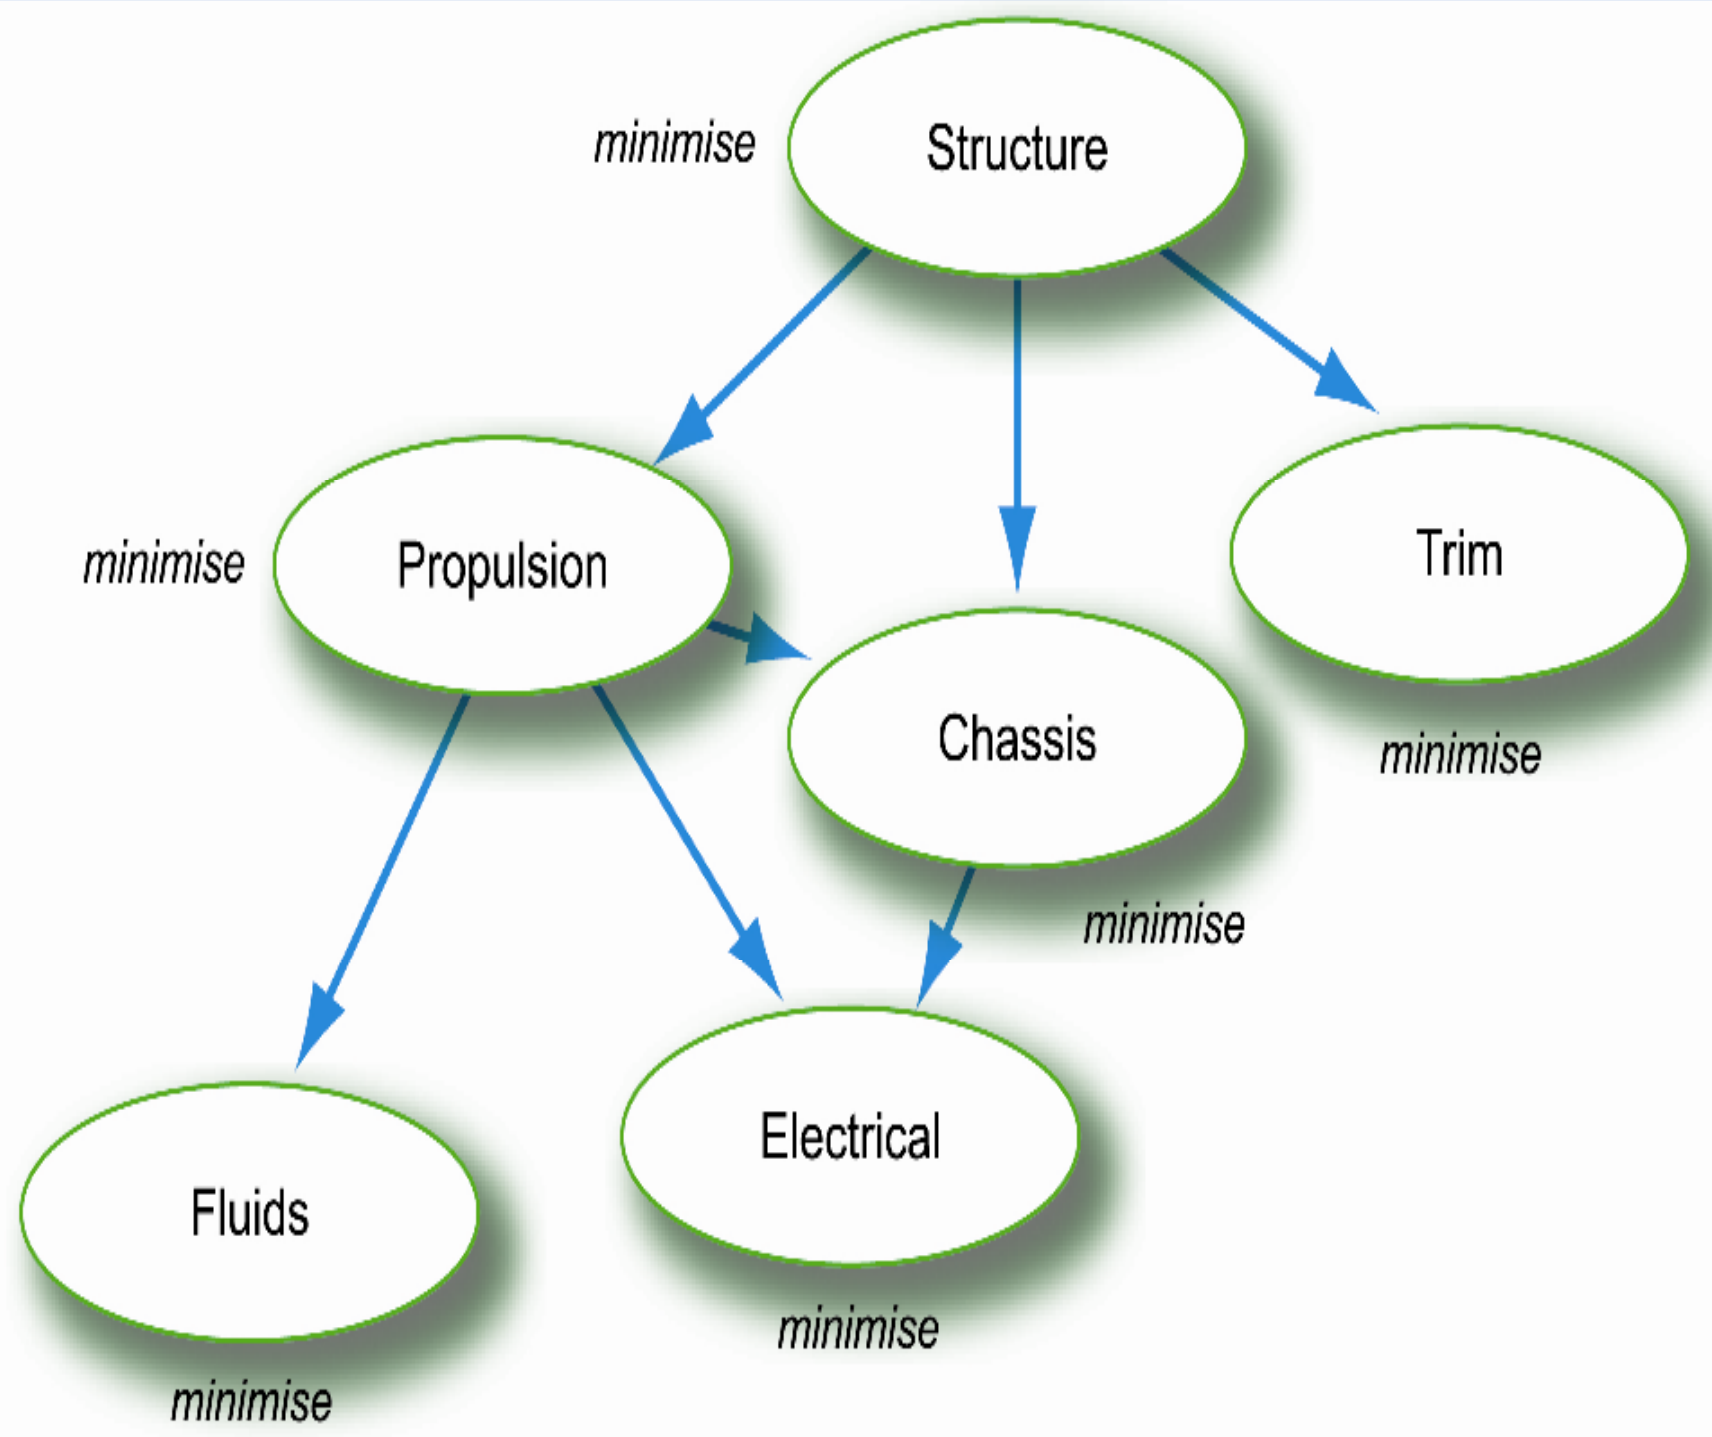 minimise
Structure
minimise
Propulsion
Trim
Chassis
minimise
minimise
Electrical
Fluids
minimise
minimise